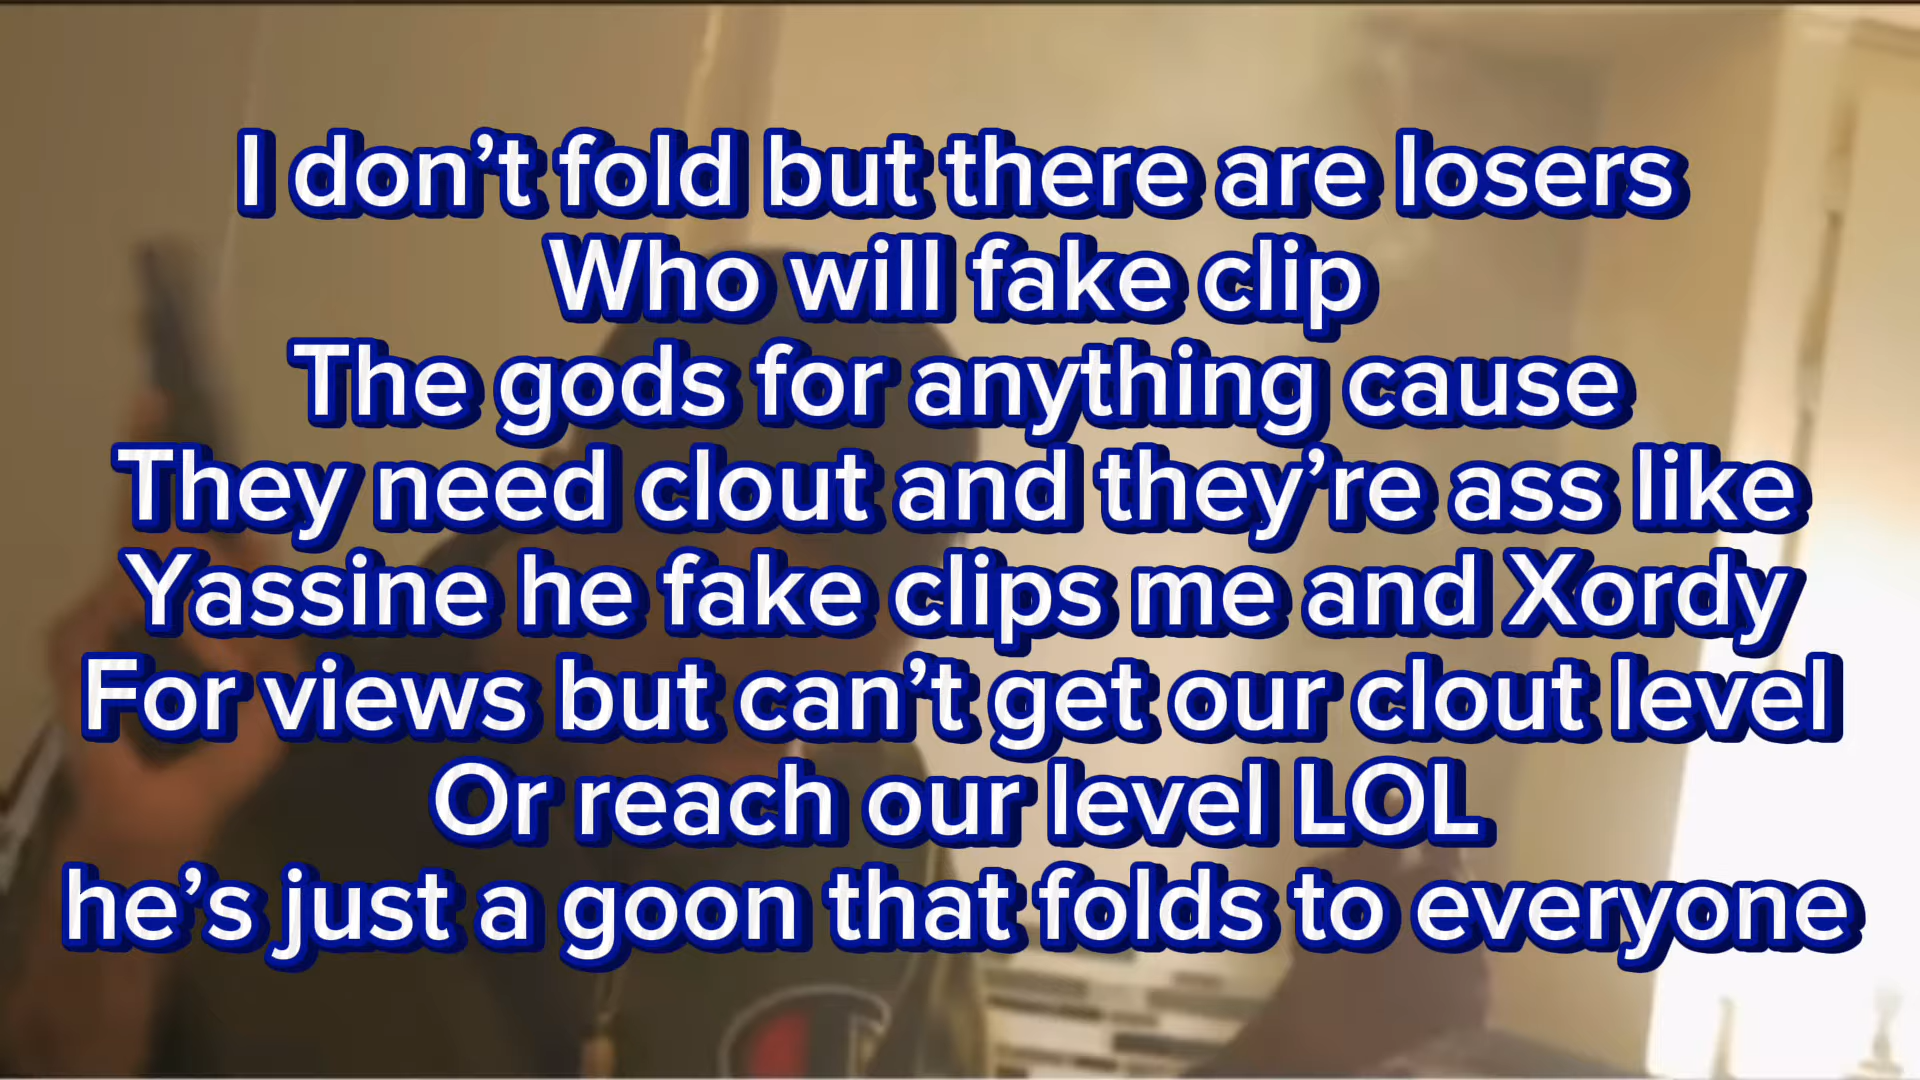 I don’t fold but there are losers
Who will fake clip
The gods for anything cause
They need clout and they’re ass like
Yassine he fake clips me and Xordy
For views but can’t get our clout level
Or reach our level LOL
he’s just a goon that folds to everyone